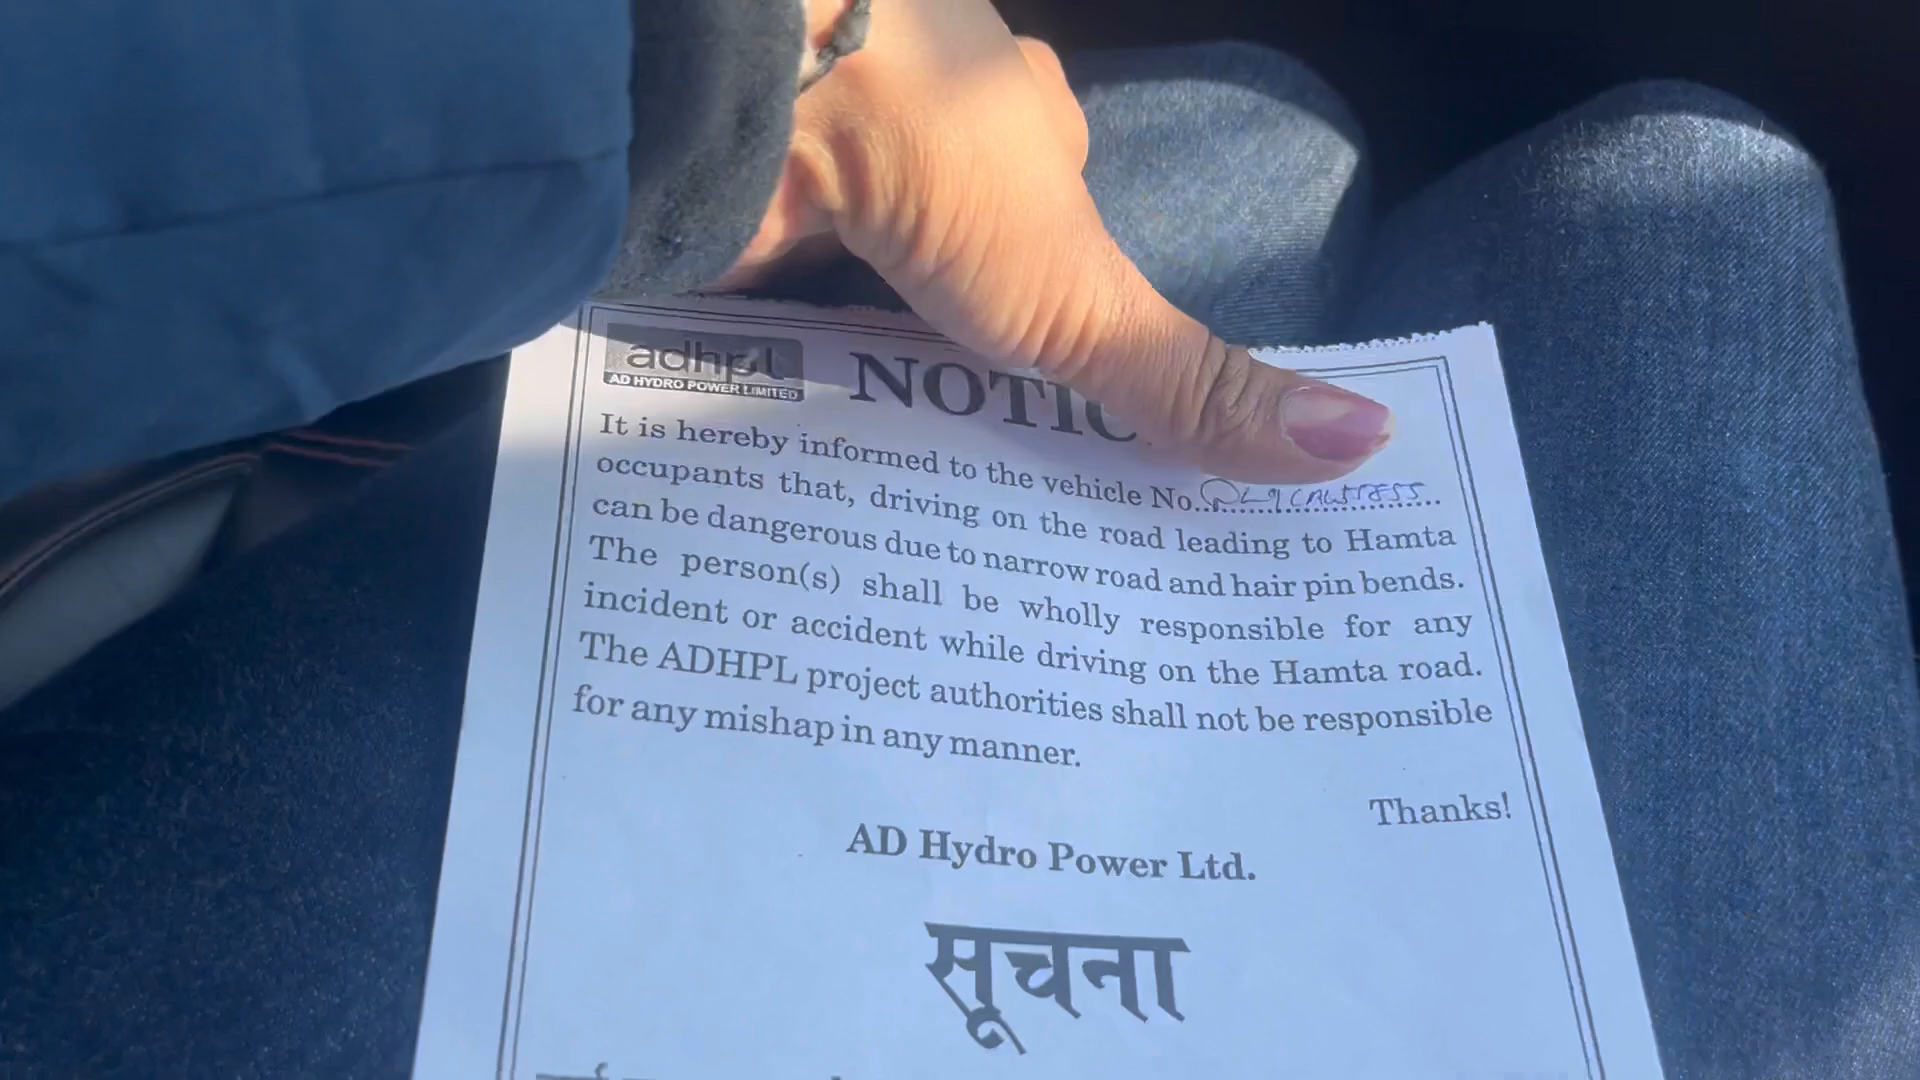 adhpl
AD HYDRO POWER LIMITED
It is hereby informed to the vehicle No.
occupants that, driving on the road leading to Hamta
can be dangerous due to narrow road and hair pin bends.
The person(s) shall be wholly responsible for any
incident or accident while driving on the Hamta road.
The ADHPL project authorities shall not be responsible
for any mishap in any manner.
Thanks!
AD Hydro Power Ltd.
सूचना